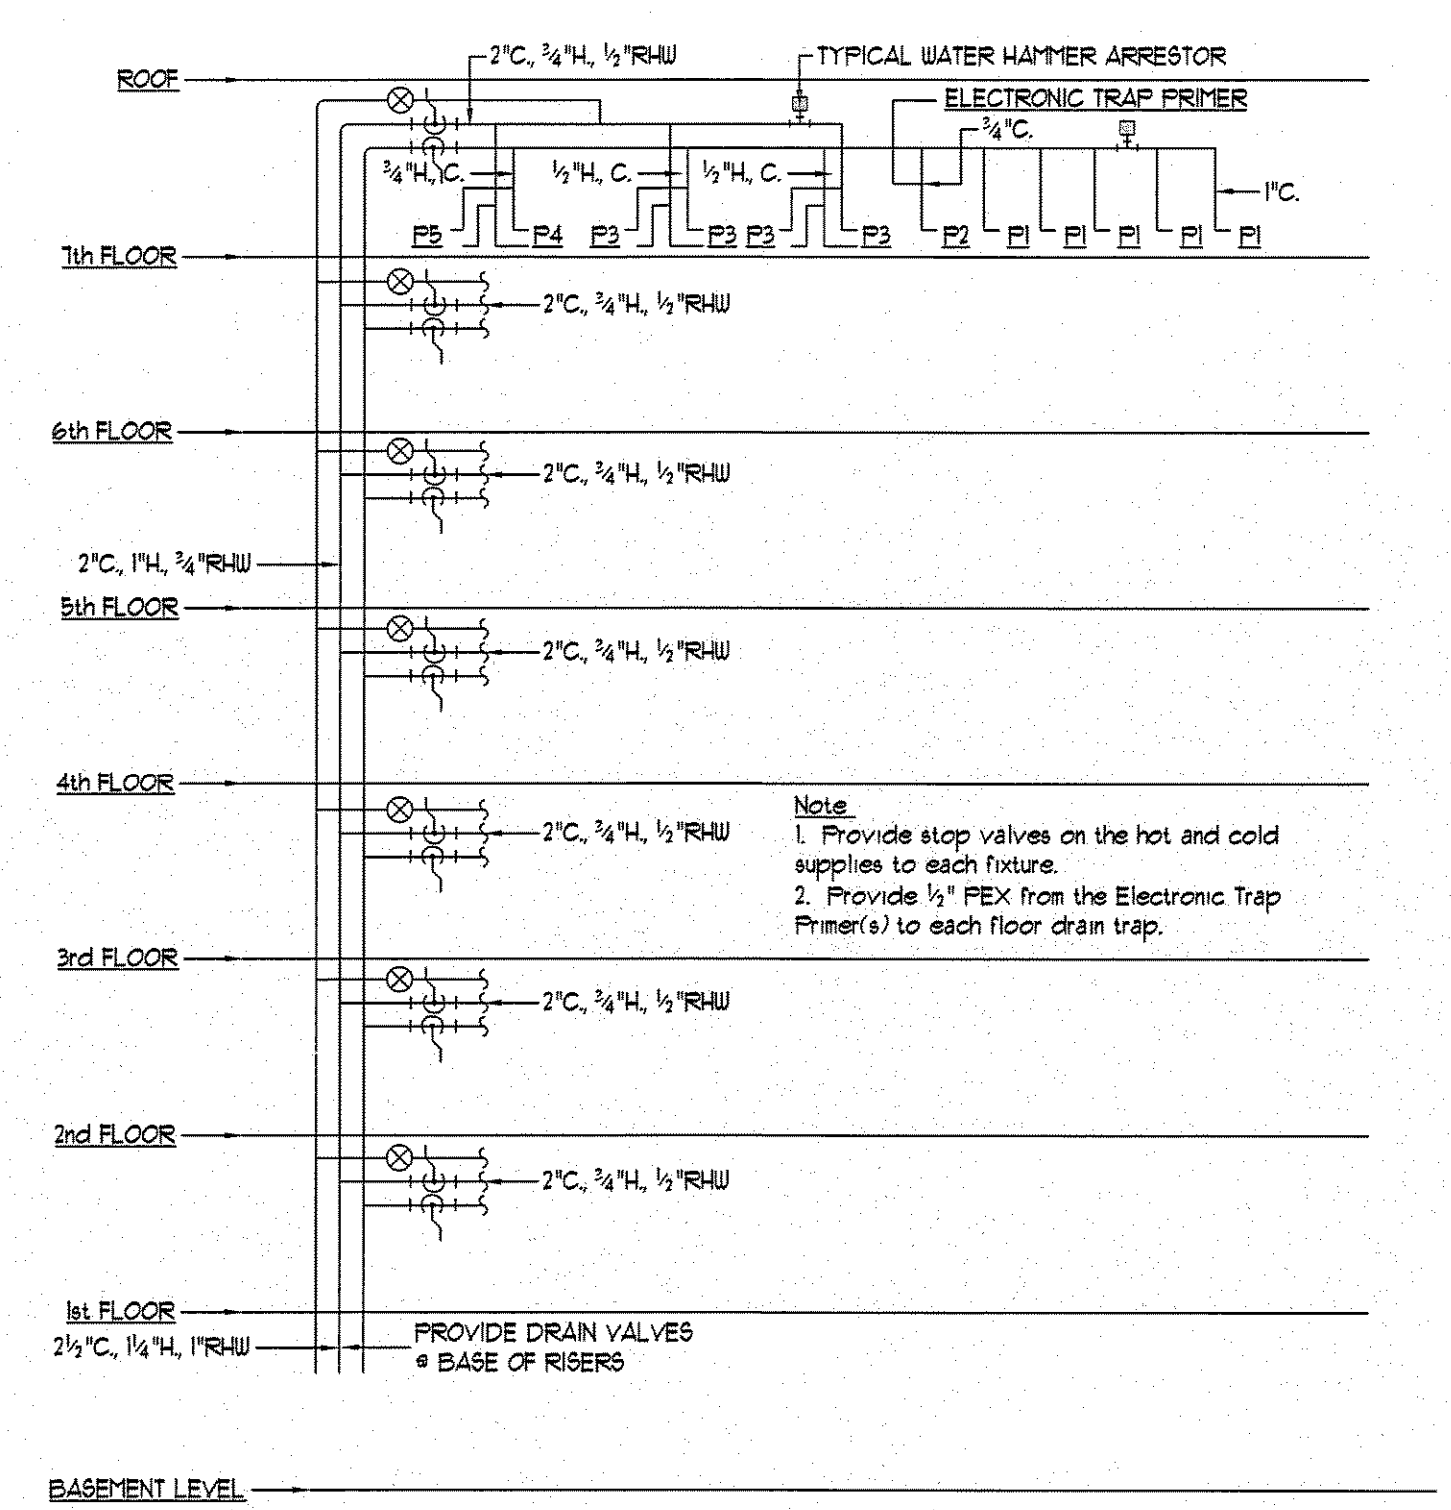 2"C., ¾"H., ½"RHW
TYPICAL WATER HAMMER ARRESTOR
ROOF
ELECTRONIC TRAP PRIMER
¾"C.
¾"H., C.
½"H., C.
½"H., C.
1"C.
P5 P4 P3 P3 P3 P3 P2 P1 P1 P1 P1 P1
7th FLOOR
2"C., ¾"H., ½"RHW
6th FLOOR
2"C., ¾"H., ½"RHW
2"C., 1"H., ¾"RHW
5th FLOOR
2"C., ¾"H., ½"RHW
4th FLOOR
2"C., ¾"H., ½"RHW
Note
1. Provide stop valves on the hot and cold
supplies to each fixture.
2. Provide ½" PEX from the Electronic Trap
Primer(s) to each floor drain trap.
3rd FLOOR
2"C., ¾"H., ½"RHW
2nd FLOOR
2"C., ¾"H., ½"RHW
1st FLOOR
2½"C., 1¼"H., 1"RHW
PROVIDE DRAIN VALVES
@ BASE OF RISERS
BASEMENT LEVEL